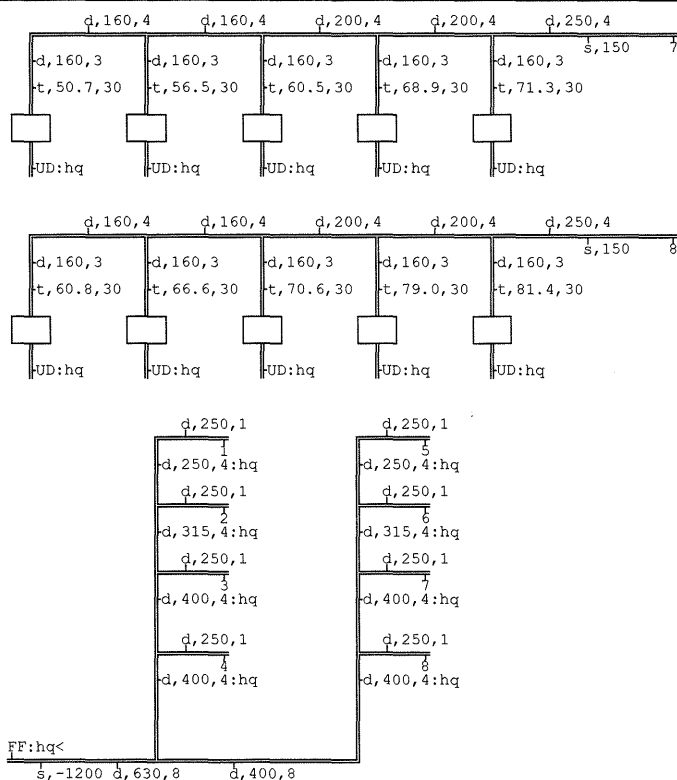 d,160,4 d,160,4 d,200,4 d,200,4 d,250,4
s,150 7
d,160,3 d,160,3 d,160,3 d,160,3 d,160,3
t,50.7,30 t,56.5,30 t,60.5,30 t,68.9,30 t,71.3,30
UD:hq UD:hq UD:hq UD:hq UD:hq
d,160,4 d,160,4 d,200,4 d,200,4 d,250,4
s,150 8
d,160,3 d,160,3 d,160,3 d,160,3 d,160,3
t,60.8,30 t,66.6,30 t,70.6,30 t,79.0,30 t,81.4,30
UD:hq UD:hq UD:hq UD:hq UD:hq
d,250,1 d,250,1
1 5
d,250,4:hq d,250,4:hq
d,250,1 d,250,1
2 6
d,315,4:hq d,315,4:hq
d,250,1 d,250,1
3 7
d,400,4:hq d,400,4:hq
d,250,1 d,250,1
4 8
d,400,4:hq d,400,4:hq
FF:hq<
s,-1200 d,630,8 d,400,8